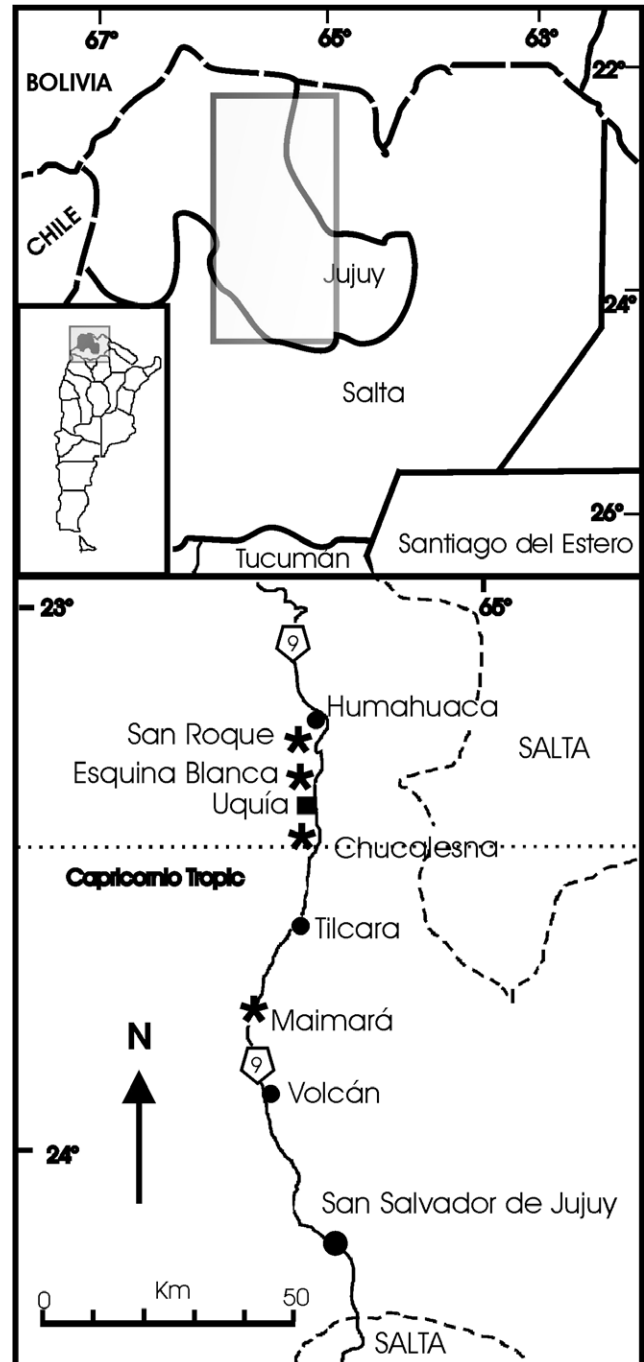 67°
65°
63°
BOLIVIA
22°
CHILE
Jujuy
24°
Salta
26°
Santiago del Estero
Tucumán
23°
65°
9
Humahuaca
San Roque
SALTA
Esquina Blanca
Uquía
Chucalesna
Capricornio Tropic
Tilcara
Maimará
N
9
Volcán
24°
San Salvador de Jujuy
Km
0
50
SALTA